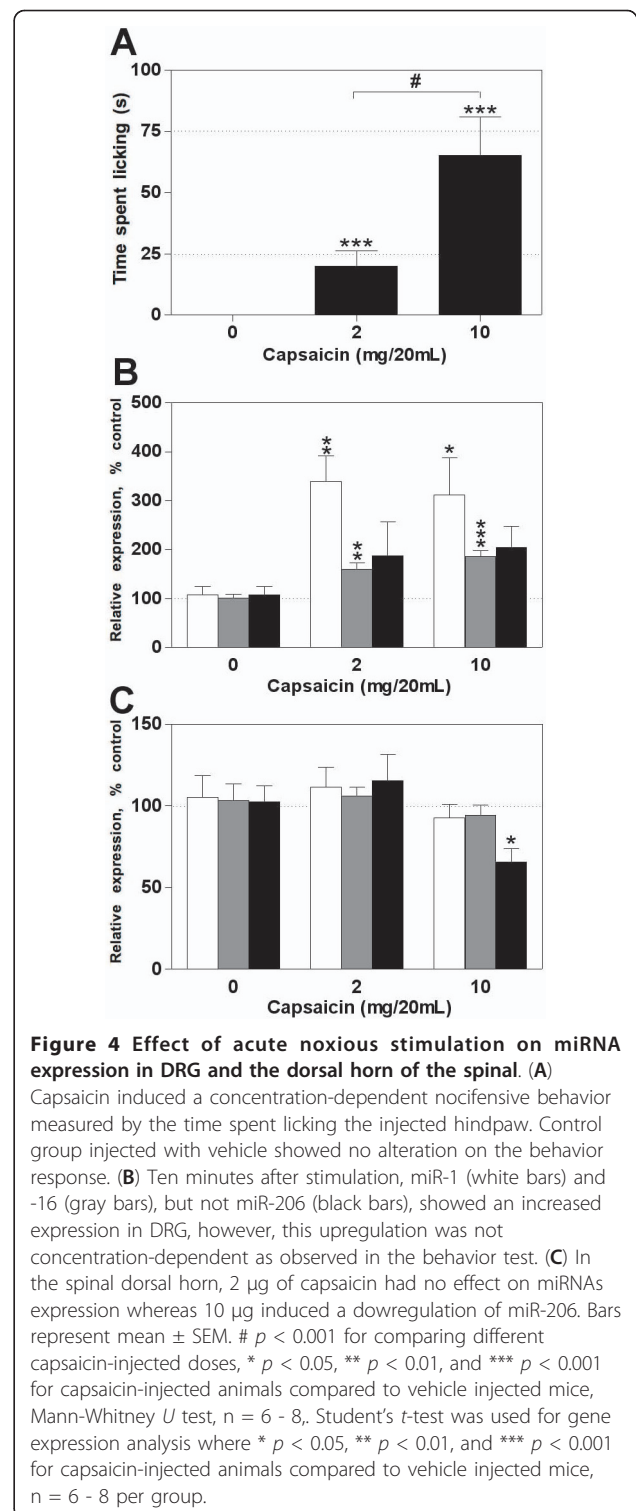 A
100
75
50
25
0
Time spent licking (s)
#
***
***
0 2 10
Capsaicin (mg/20mL)
B
500
400
300
200
100
0
Relative expression, % control
**
**
*
***
0 2 10
Capsaicin (mg/20mL)
C
150
100
50
0
Relative expression, % control
*
0 2 10
Capsaicin (mg/20mL)
Figure 4 Effect of acute noxious stimulation on miRNA
expression in DRG and the dorsal horn of the spinal. (A)
Capsaicin induced a concentration-dependent nocifensive behavior
measured by the time spent licking the injected hindpaw. Control
group injected with vehicle showed no alteration on the behavior
response. (B) Ten minutes after stimulation, miR-1 (white bars) and
-16 (gray bars), but not miR-206 (black bars), showed an increased
expression in DRG, however, this upregulation was not
concentration-dependent as observed in the behavior test. (C) In
the spinal dorsal horn, 2 μg of capsaicin had no effect on miRNAs
expression whereas 10 μg induced a dowregulation of miR-206. Bars
represent mean ± SEM. # p < 0.001 for comparing different
capsaicin-injected doses, * p < 0.05, ** p < 0.01, and *** p < 0.001
for capsaicin-injected animals compared to vehicle injected mice,
Mann-Whitney U test, n = 6 - 8,. Student's t-test was used for gene
expression analysis where * p < 0.05, ** p < 0.01, and *** p < 0.001
for capsaicin-injected animals compared to vehicle injected mice,
n = 6 - 8 per group.